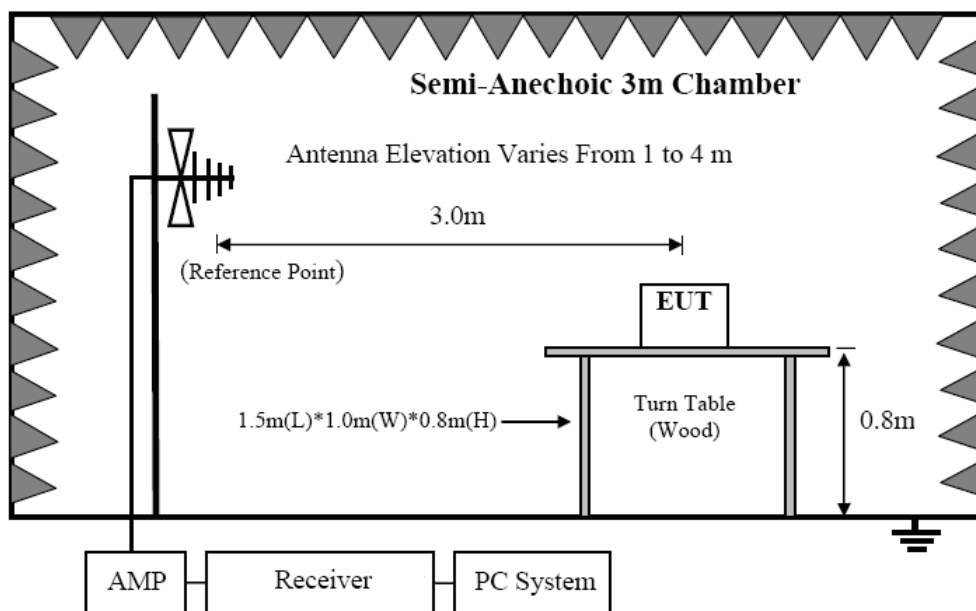 Semi-Anechoic 3m Chamber
Antenna Elevation Varies From 1 to 4 m
3.0m
(Reference Point)
EUT
1.5m(L)*1.0m(W)*0.8m(H)
Turn Table
(Wood)
0.8m
AMP
Receiver
PC System